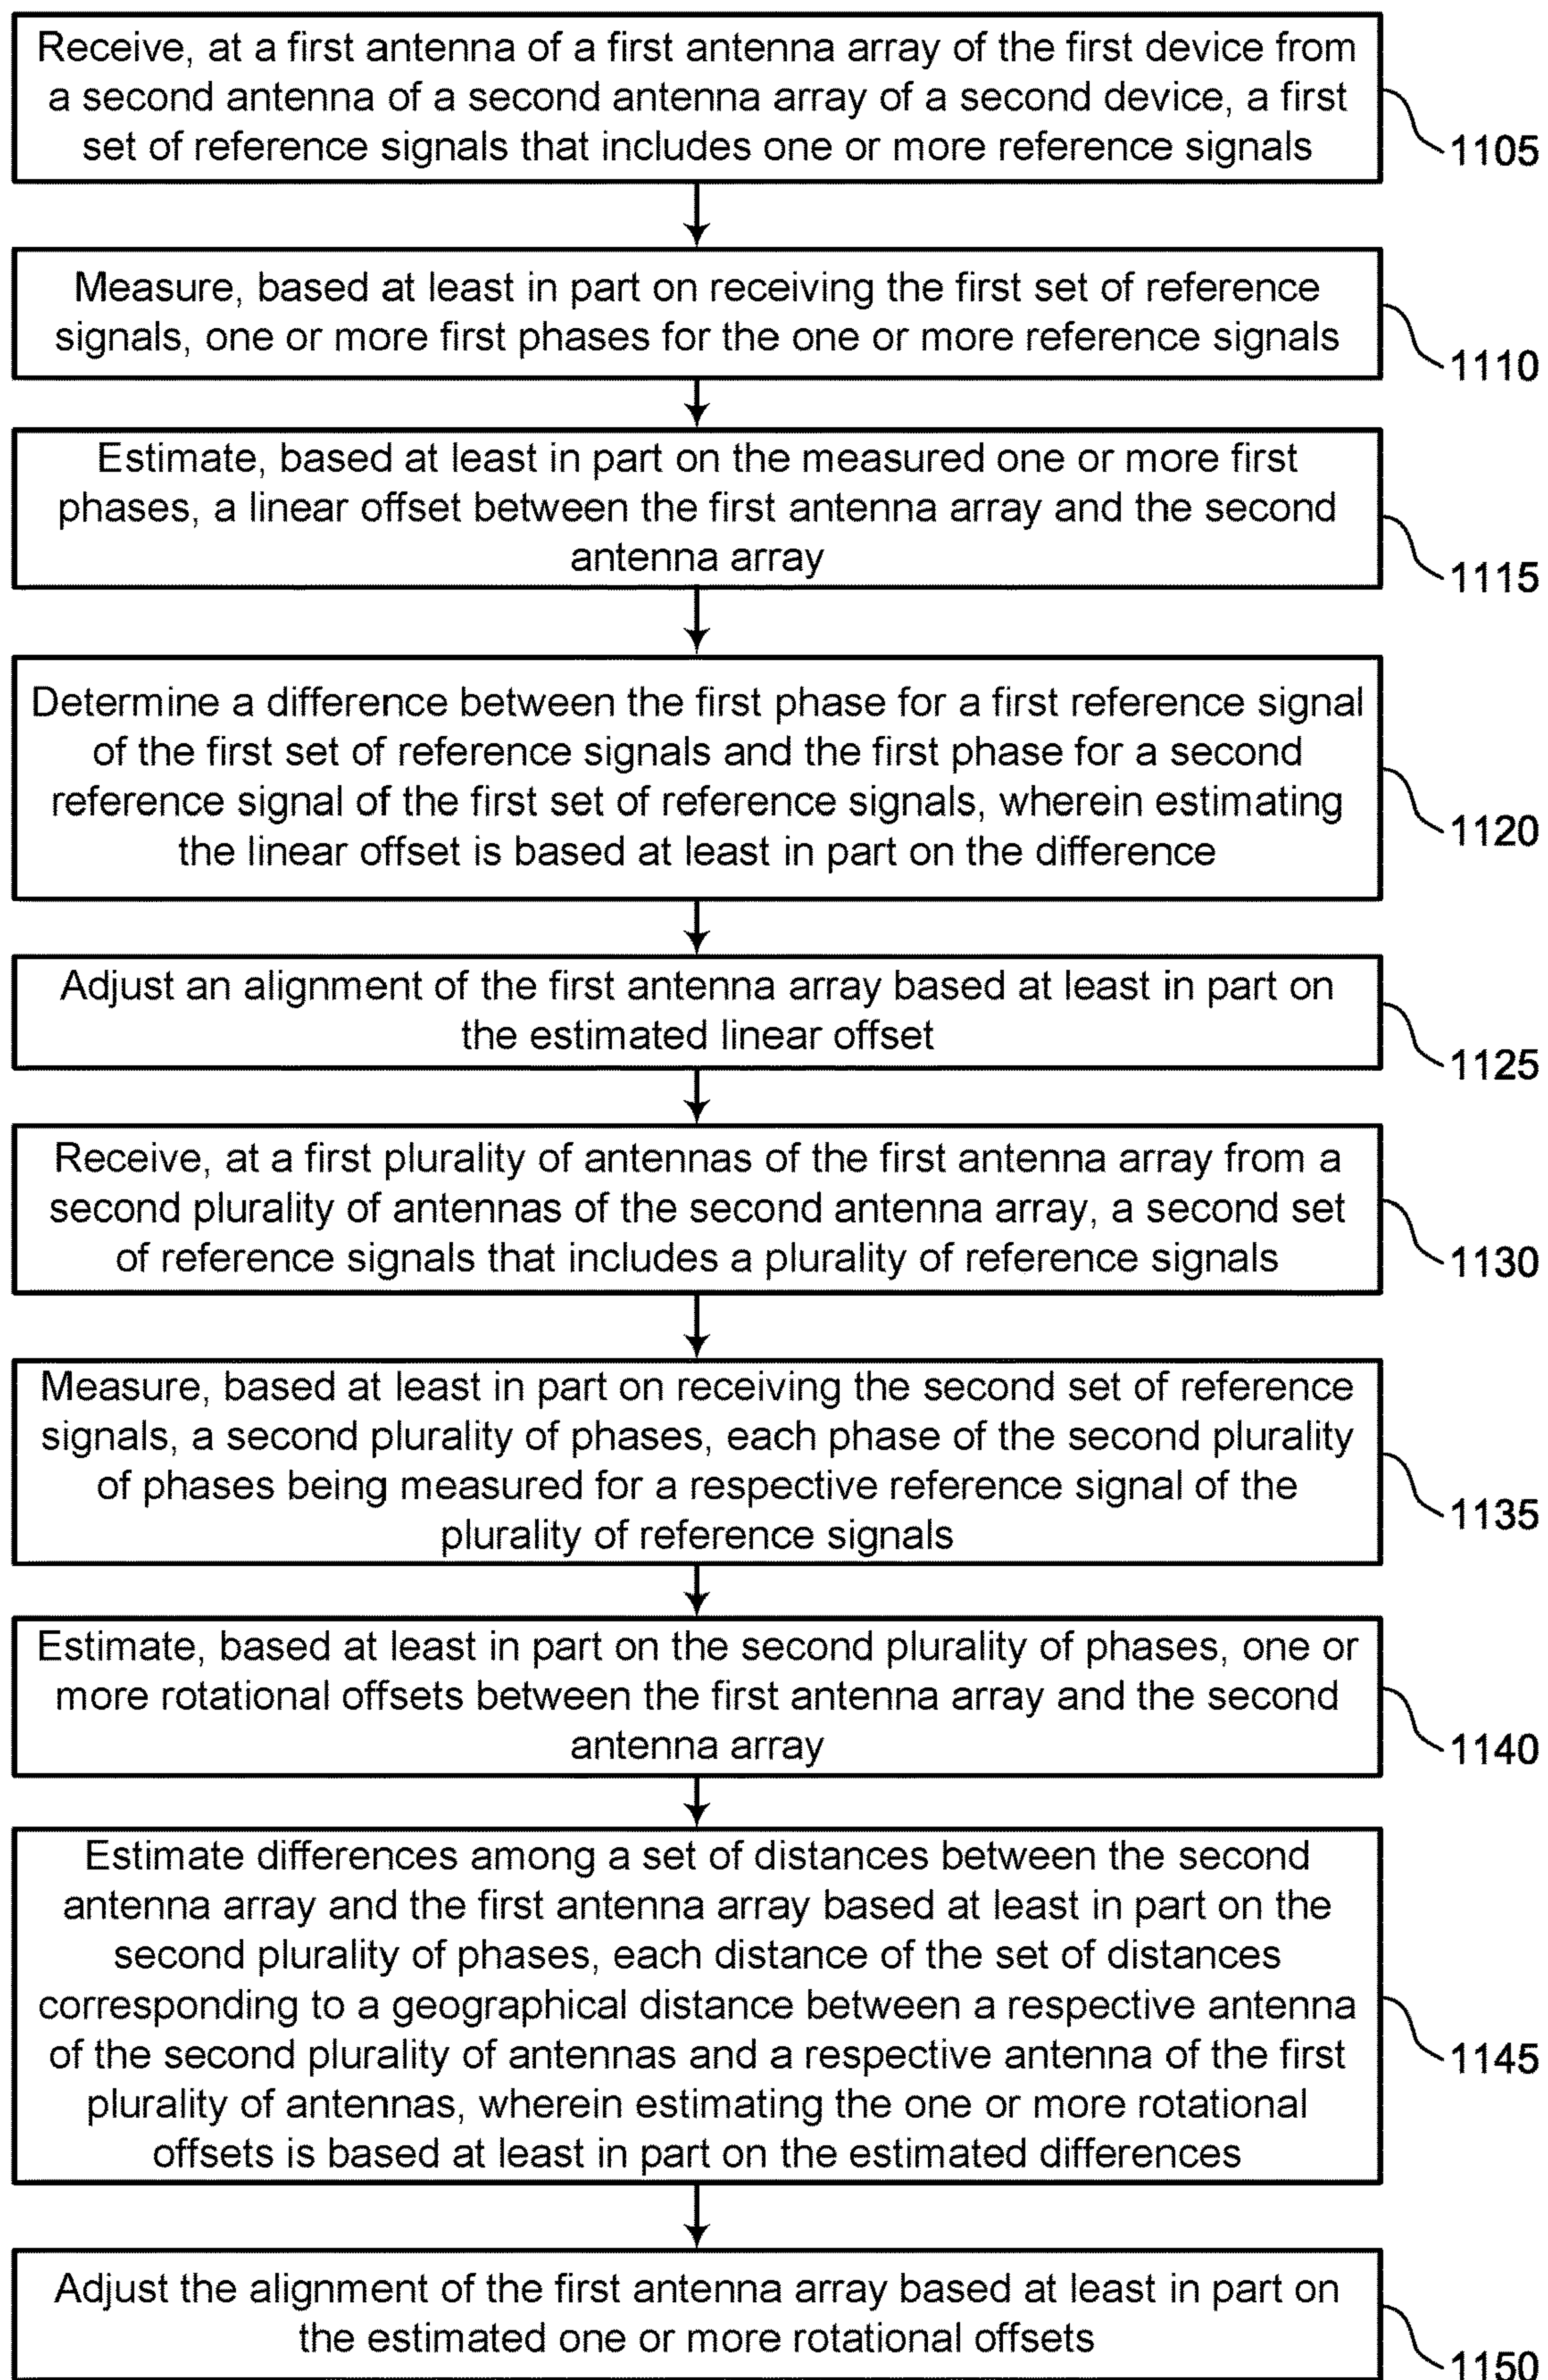 Receive, at a first antenna of a first antenna array of the first device from
a second antenna of a second antenna array of a second device, a first
set of reference signals that includes one or more reference signals
1105
Measure, based at least in part on receiving the first set of reference
signals, one or more first phases for the one or more reference signals
1110
Estimate, based at least in part on the measured one or more first
phases, a linear offset between the first antenna array and the second
antenna array
1115
Determine a difference between the first phase for a first reference signal
of the first set of reference signals and the first phase for a second
reference signal of the first set of reference signals, wherein estimating
the linear offset is based at least in part on the difference
1120
Adjust an alignment of the first antenna array based at least in part on
the estimated linear offset
1125
Receive, at a first plurality of antennas of the first antenna array from a
second plurality of antennas of the second antenna array, a second set
of reference signals that includes a plurality of reference signals
1130
Measure, based at least in part on receiving the second set of reference
signals, a second plurality of phases, each phase of the second plurality
of phases being measured for a respective reference signal of the
plurality of reference signals
1135
Estimate, based at least in part on the second plurality of phases, one or
more rotational offsets between the first antenna array and the second
antenna array
1140
Estimate differences among a set of distances between the second
antenna array and the first antenna array based at least in part on the
second plurality of phases, each distance of the set of distances
corresponding to a geographical distance between a respective antenna
of the second plurality of antennas and a respective antenna of the first
plurality of antennas, wherein estimating the one or more rotational
offsets is based at least in part on the estimated differences
1145
Adjust the alignment of the first antenna array based at least in part on
the estimated one or more rotational offsets
1150